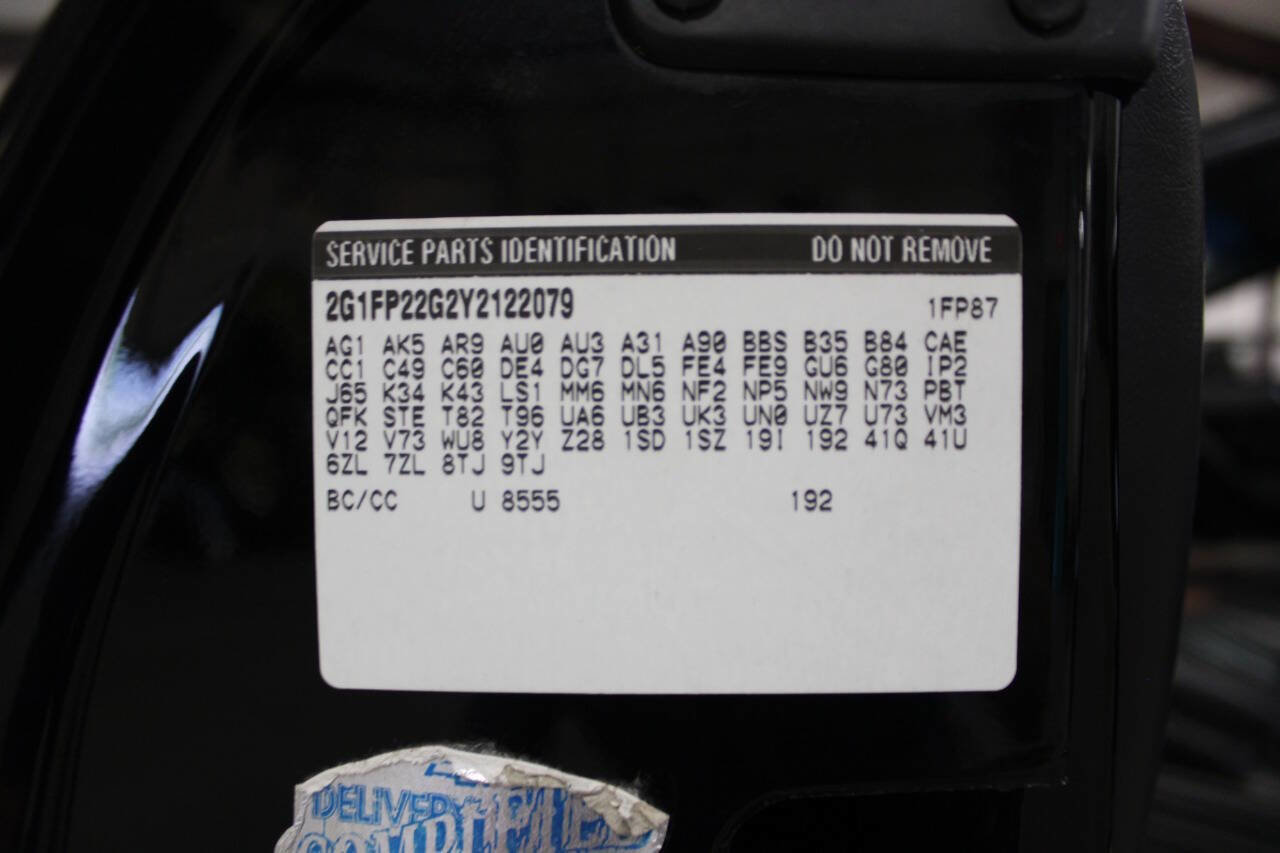 SERVICE PARTS IDENTIFICATION DO NOT REMOVE
2G1FP22G2Y2122079 1FP87
AG1 AK5 AR9 AU0 AU3 A31 A90 BBS B35 B84 CAE
CC1 C49 C60 DE4 DG7 DL5 FE4 FE9 GU6 G80 IP2
J65 K34 K43 LS1 MM6 MN6 NF2 NP5 NW9 N73 PBT
QFK STE T82 T96 UA6 UB3 UK3 UN0 UZ7 U73 VM3
V12 V73 WU8 Y2Y Z28 1SD 1SZ 19I 192 41Q 41U
6ZL 7ZL 8TJ 9TJ
BC/CC U 8555 192
DELIVERY